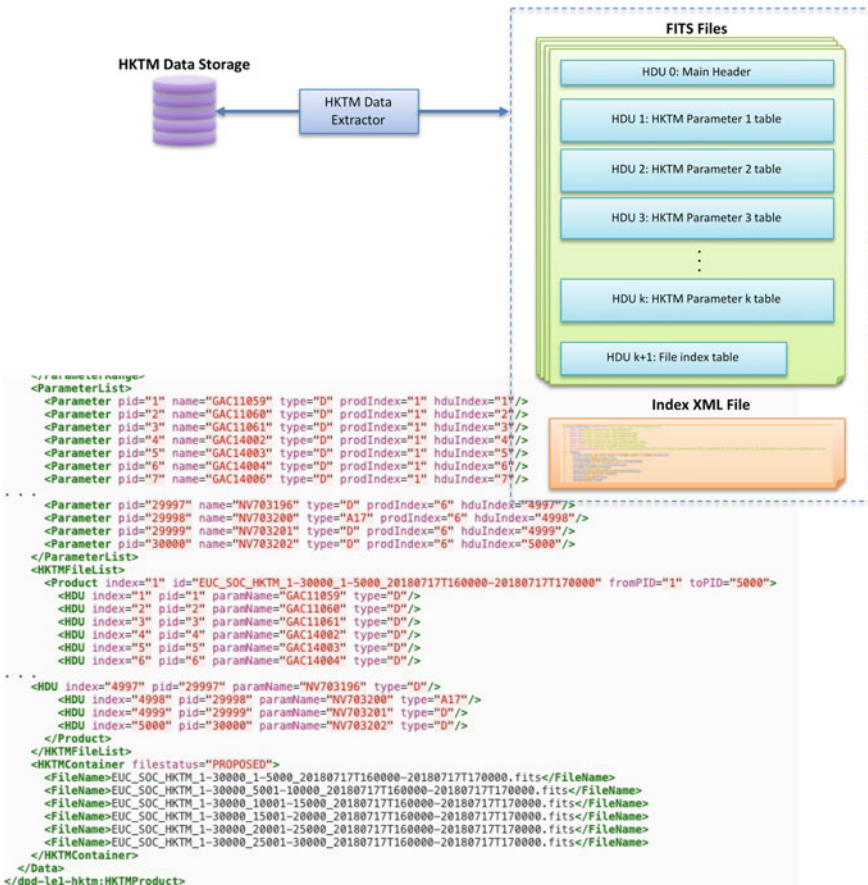 FITS Files
HKTM Data Storage
HKTM Data
Extractor
HDU 0: Main Header
HDU 1: HKTM Parameter 1 table
HDU 2: HKTM Parameter 2 table
HDU 3: HKTM Parameter 3 table
HDU k: HKTM Parameter k table
HDU k+1: File index table
Index XML File
</ParameterRange>
<ParameterList>
<Parameter pid="1" name="GAC11059" type="D" prodIndex="1" hduIndex="1"/>
<Parameter pid="2" name="GAC11060" type="D" prodIndex="1" hduIndex="2"/>
<Parameter pid="3" name="GAC11061" type="D" prodIndex="1" hduIndex="3"/>
<Parameter pid="4" name="GAC14002" type="D" prodIndex="1" hduIndex="4"/>
<Parameter pid="5" name="GAC14003" type="D" prodIndex="1" hduIndex="5"/>
<Parameter pid="6" name="GAC14004" type="D" prodIndex="1" hduIndex="6"/>
<Parameter pid="7" name="GAC14006" type="D" prodIndex="1" hduIndex="7"/>
. . .
<Parameter pid="29997" name="NV703196" type="D" prodIndex="6" hduIndex="4997"/>
<Parameter pid="29998" name="NV703200" type="A17" prodIndex="6" hduIndex="4998"/>
<Parameter pid="29999" name="NV703201" type="D" prodIndex="6" hduIndex="4999"/>
<Parameter pid="30000" name="NV703202" type="D" prodIndex="6" hduIndex="5000"/>
</ParameterList>
<HKTMFileList>
<Product index="1" id="EUC_SOC_HKTM_1-30000_1-5000_20180717T160000-20180717T170000" fromPID="1" toPID="5000">
<HDU index="1" pid="1" paramName="GAC11059" type="D"/>
<HDU index="2" pid="2" paramName="GAC11060" type="D"/>
<HDU index="3" pid="3" paramName="GAC11061" type="D"/>
<HDU index="4" pid="4" paramName="GAC14002" type="D"/>
<HDU index="5" pid="5" paramName="GAC14003" type="D"/>
<HDU index="6" pid="6" paramName="GAC14004" type="D"/>
. . .
<HDU index="4997" pid="29997" paramName="NV703196" type="D"/>
<HDU index="4998" pid="29998" paramName="NV703200" type="A17"/>
<HDU index="4999" pid="29999" paramName="NV703201" type="D"/>
<HDU index="5000" pid="30000" paramName="NV703202" type="D"/>
</Product>
</HKTMFileList>
<HKTMContainer filestatus="PROPOSED">
<FileName>EUC_SOC_HKTM_1-30000_1-5000_20180717T160000-20180717T170000.fits</FileName>
<FileName>EUC_SOC_HKTM_1-30000_5001-10000_20180717T160000-20180717T170000.fits</FileName>
<FileName>EUC_SOC_HKTM_1-30000_10001-15000_20180717T160000-20180717T170000.fits</FileName>
<FileName>EUC_SOC_HKTM_1-30000_15001-20000_20180717T160000-20180717T170000.fits</FileName>
<FileName>EUC_SOC_HKTM_1-30000_20001-25000_20180717T160000-20180717T170000.fits</FileName>
<FileName>EUC_SOC_HKTM_1-30000_25001-30000_20180717T160000-20180717T170000.fits</FileName>
</HKTMContainer>
</Data>
</dpd-le1-hktm:HKTMProduct>